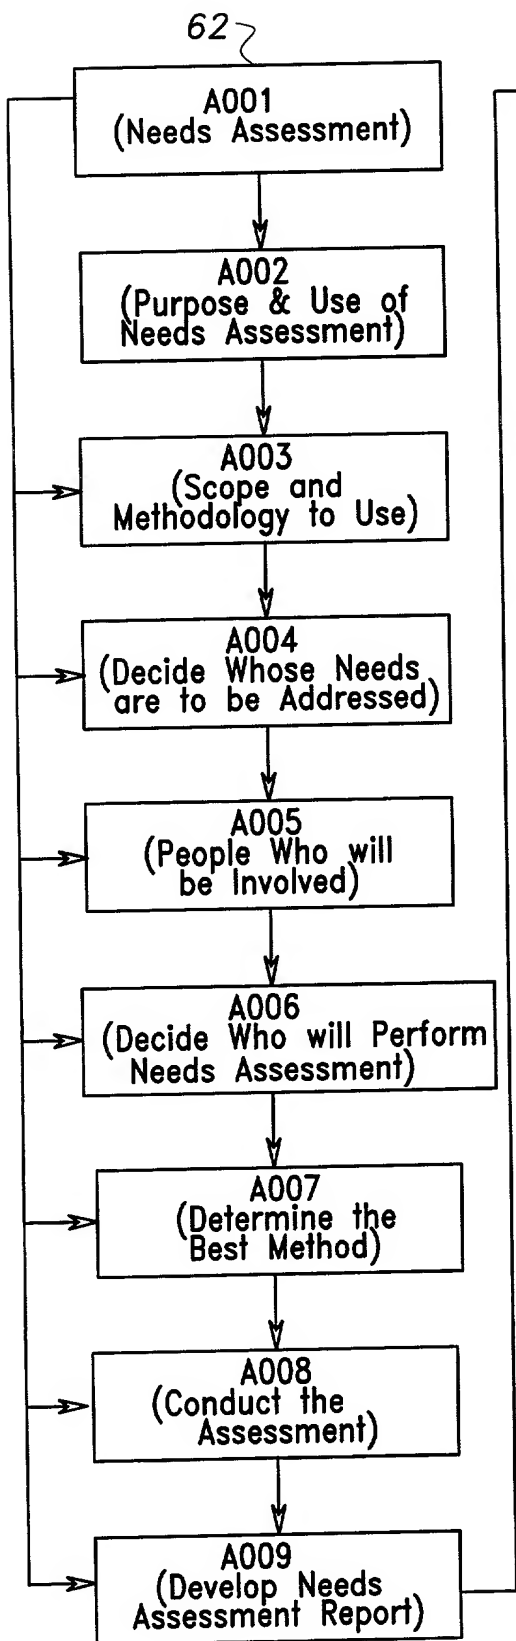 62
A001
(Needs Assessment)
A002
(Purpose & Use of
Needs Assessment)
A003
(Scope and
Methodology to Use)
A004
(Decide Whose Needs
are to be Addressed)
A005
(People Who will
be Involved)
A006
(Decide Who will Perform
Needs Assessment)
A007
(Determine the
Best Method)
A008
(Conduct the
Assessment)
A009
(Develop Needs
Assessment Report)